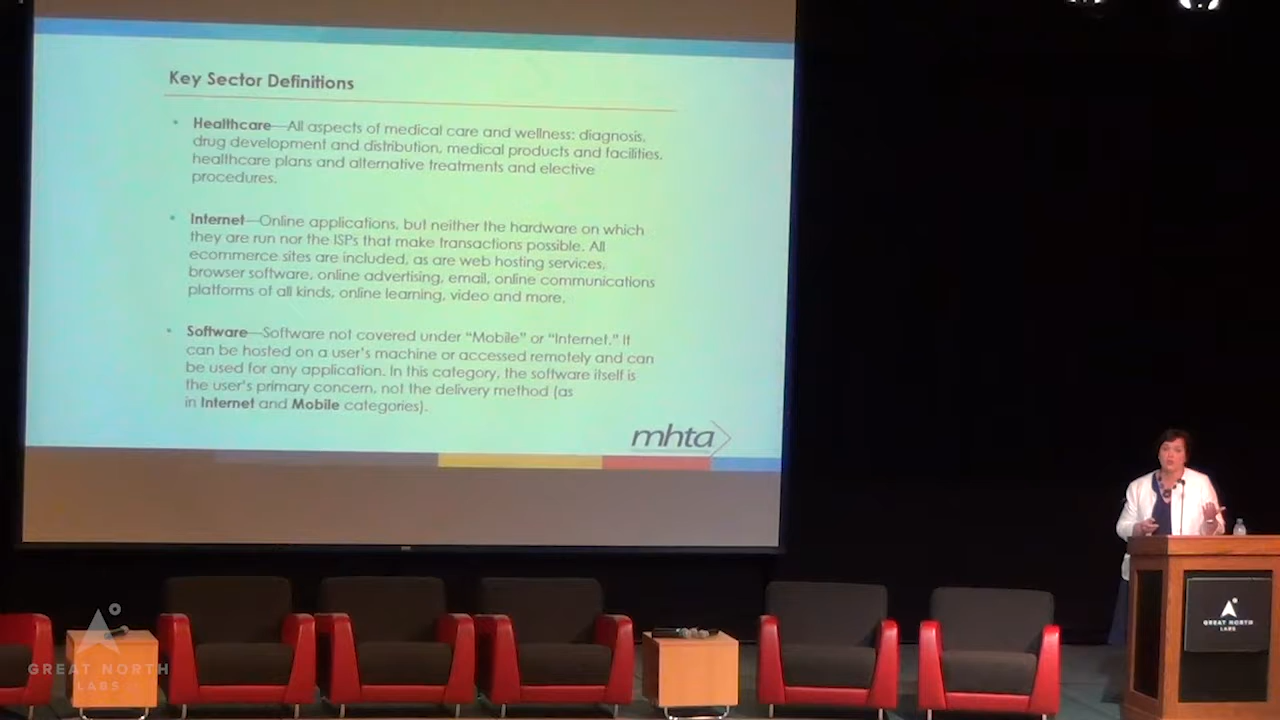 Key Sector Definitions
• Healthcare—All aspects of medical care and wellness: diagnosis,
drug development and distribution, medical products and facilities,
healthcare plans and alternative treatments and elective
procedures.
• Internet—Online applications, but neither the hardware on which
they are run nor the ISPs that make transactions possible. All
ecommerce sites are included, as are web hosting services,
browser software, online advertising, email, online communications
platforms of all kinds, online learning, video and more.
• Software—Software not covered under “Mobile” or “Internet.” It
can be hosted on a user’s machine or accessed remotely and can
be used for any application. In this category, the software itself is
the user’s primary concern, not the delivery method (as
in Internet and Mobile categories).
mhta
GREAT NORTH
LABS
GREAT NORTH
LABS